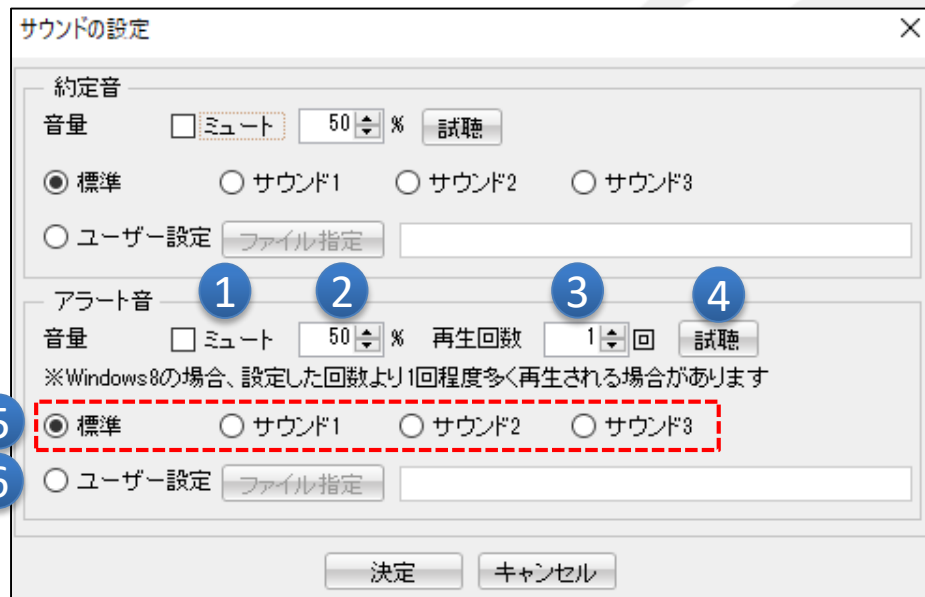 サウンドの設定
約定音
音量 ミュート 50 % 試聴
標準 サウンド1 サウンド2 サウンド3
ユーザー設定 ファイル指定
1 2 3 4
アラート音
音量 ミュート 50 % 再生回数 1 回 試聴
※Windows8の場合、設定した回数より1回程度多く再生される場合があります
5 標準 サウンド1 サウンド2 サウンド3
6 ユーザー設定 ファイル指定
決定 キャンセル